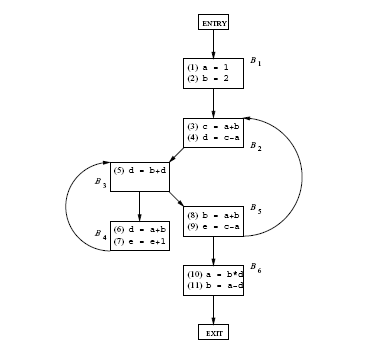 ENTRY
(1) a = 1
(2) b = 2
B1
(3) c = a+b
(4) d = c-a
B2
(5) d = b+d
B3
(8) b = a+b
(9) e = c-a
B5
(6) d = a+b
(7) e = e+1
B4
(10) a = b*d
(11) b = a-d
B6
EXIT